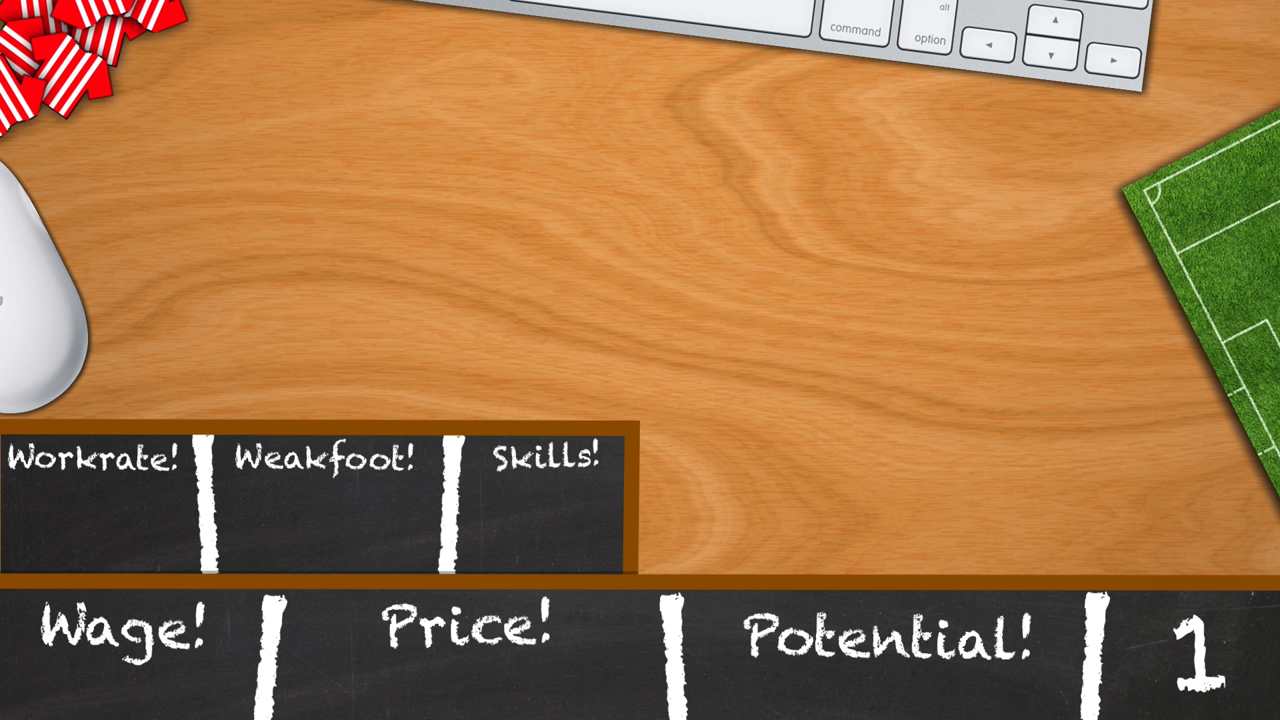 alt
command
option
Workrate! Weakfoot! Skills!
Wage! Price! Potential! 1